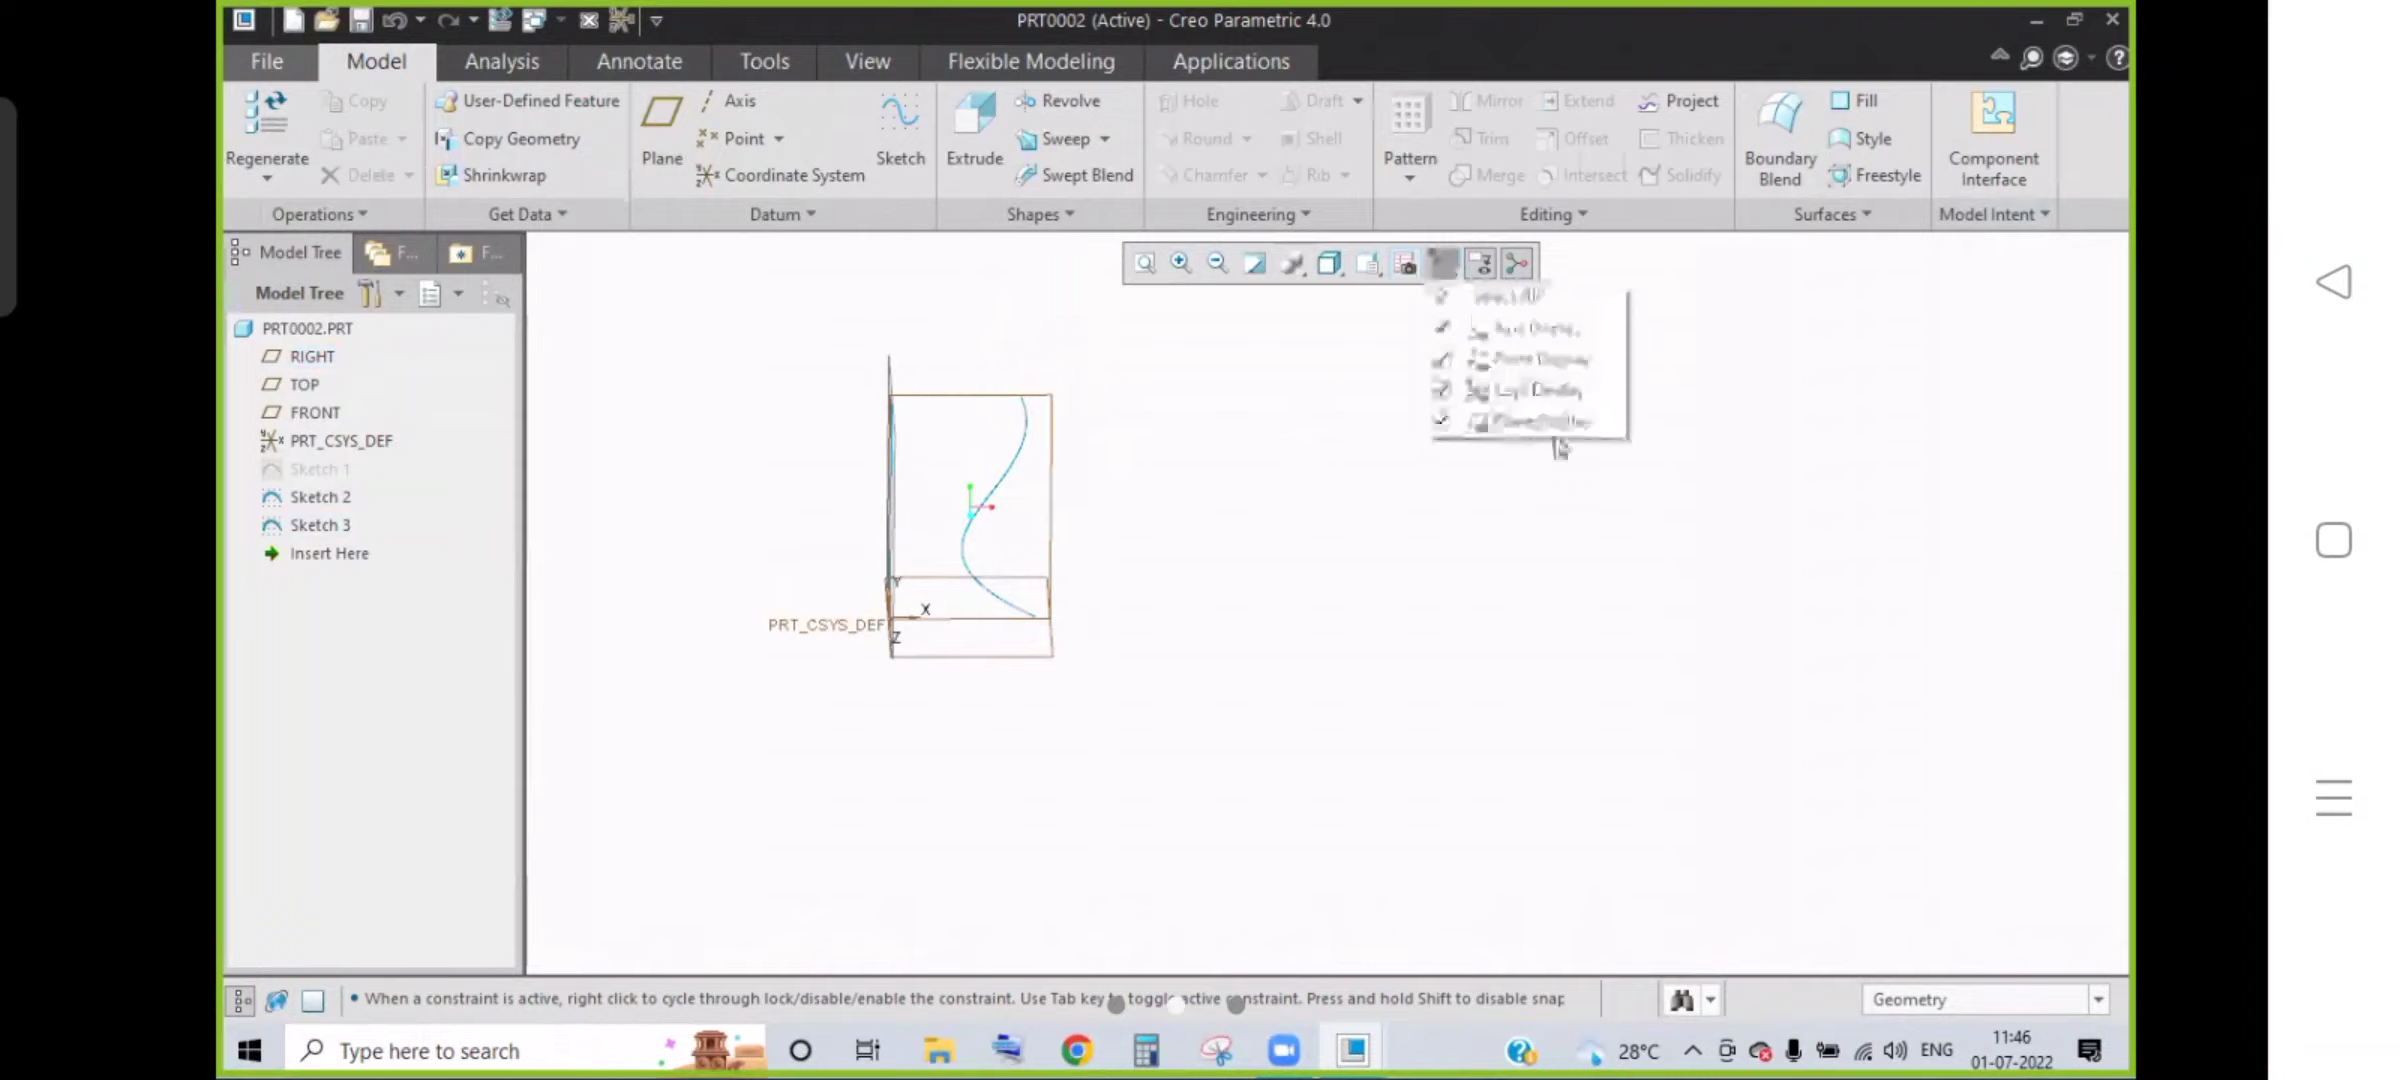 PRT0002 (Active) - Creo Parametric 4.0
File Model Analysis Annotate Tools View Flexible Modeling Applications
Regenerate
Copy
Paste
Delete
Operations
User-Defined Feature
Copy Geometry
Shrinkwrap
Get Data
Plane
Axis
Point
Coordinate System
Sketch
Datum
Extrude
Revolve
Sweep
Swept Blend
Shapes
Hole
Round
Chamfer
Draft
Shell
Rib
Engineering
Pattern
Mirror
Trim
Merge
Extend
Offset
Intersect
Project
Thicken
Solidify
Editing
Boundary
Blend
Fill
Style
Freestyle
Surfaces
Component
Interface
Model Intent
Model Tree F... F...
Model Tree
PRT0002.PRT
RIGHT
TOP
FRONT
PRT_CSYS_DEF
Sketch 1
Sketch 2
Sketch 3
Insert Here
Y
X
PRT_CSYS_DEF
Z
• When a constraint is active, right click to cycle through lock/disable/enable the constraint. Use Tab key to toggle active constraint. Press and hold Shift to disable snap
Geometry
Type here to search
28°C
ENG
11:46
01-07-2022